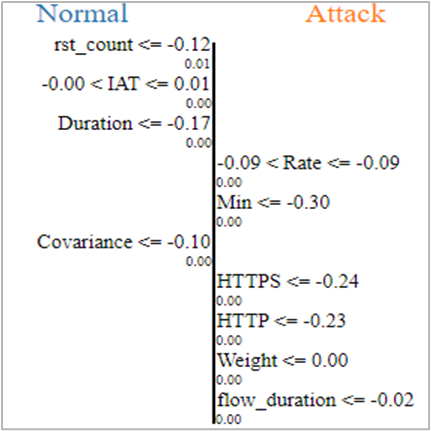 Normal Attack
rst_count <= -0.12
0.01
-0.00 < IAT <= 0.01
0.00
Duration <= -0.17
0.00
-0.09 < Rate <= -0.09
0.00
Min <= -0.30
0.00
Covariance <= -0.10
0.00
HTTPS <= -0.24
0.00
HTTP <= -0.23
0.00
Weight <= 0.00
0.00
flow_duration <= -0.02
0.00